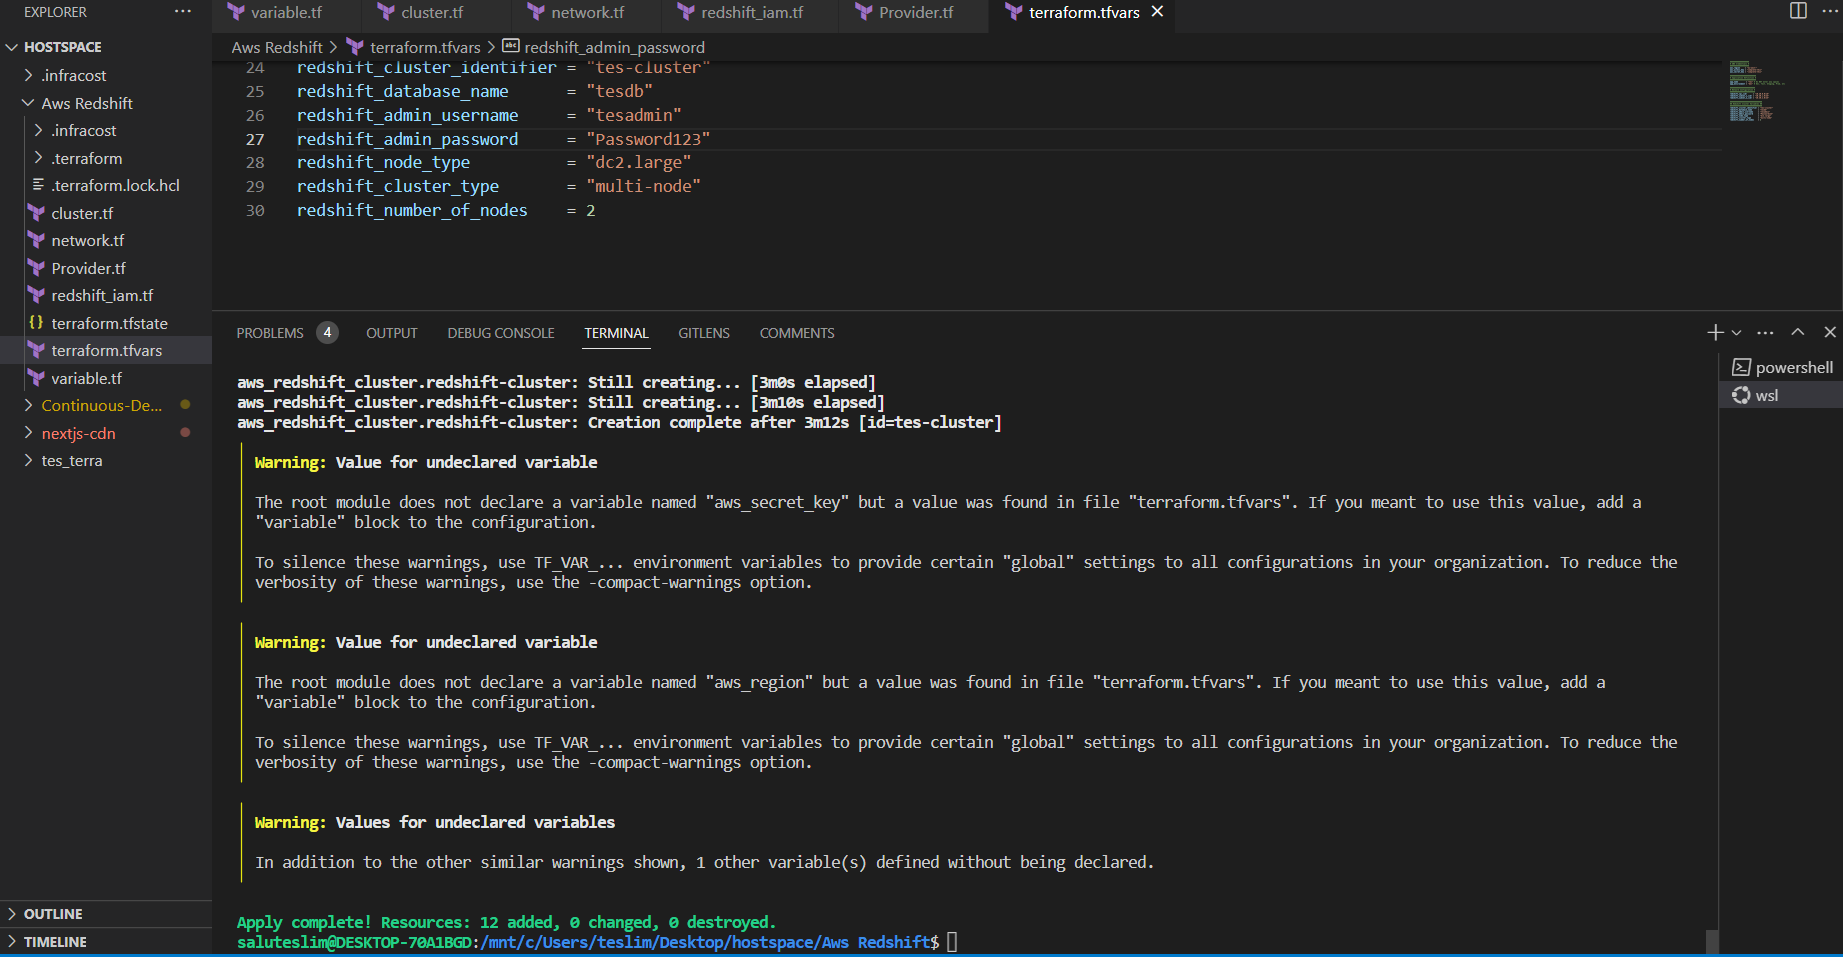 EXPLORER ...
variable.tf cluster.tf network.tf redshift_iam.tf Provider.tf terraform.tfvars
HOSTSPACE
.infracost
Aws Redshift
.infracost
.terraform
.terraform.lock.hcl
cluster.tf
network.tf
Provider.tf
redshift_iam.tf
terraform.tfstate
terraform.tfvars
variable.tf
Continuous-De...
nextjs-cdn
tes_terra
OUTLINE
TIMELINE
Aws Redshift > terraform.tfvars > abc redshift_admin_password
24 redshift_cluster_identifier = "tes-cluster"
25 redshift_database_name = "tesdb"
26 redshift_admin_username = "tesadmin"
27 redshift_admin_password = "Password123"
28 redshift_node_type = "dc2.large"
29 redshift_cluster_type = "multi-node"
30 redshift_number_of_nodes = 2
PROBLEMS 4 OUTPUT DEBUG CONSOLE TERMINAL GITLENS COMMENTS
powershell
wsl
aws_redshift_cluster.redshift-cluster: Still creating... [3m0s elapsed]
aws_redshift_cluster.redshift-cluster: Still creating... [3m10s elapsed]
aws_redshift_cluster.redshift-cluster: Creation complete after 3m12s [id=tes-cluster]
Warning: Value for undeclared variable
The root module does not declare a variable named "aws_secret_key" but a value was found in file "terraform.tfvars". If you meant to use this value, add a
"variable" block to the configuration.
To silence these warnings, use TF_VAR_... environment variables to provide certain "global" settings to all configurations in your organization. To reduce the
verbosity of these warnings, use the -compact-warnings option.
Warning: Value for undeclared variable
The root module does not declare a variable named "aws_region" but a value was found in file "terraform.tfvars". If you meant to use this value, add a
"variable" block to the configuration.
To silence these warnings, use TF_VAR_... environment variables to provide certain "global" settings to all configurations in your organization. To reduce the
verbosity of these warnings, use the -compact-warnings option.
Warning: Values for undeclared variables
In addition to the other similar warnings shown, 1 other variable(s) defined without being declared.
Apply complete! Resources: 12 added, 0 changed, 0 destroyed.
saluteslim@DESKTOP-70A1BGD:/mnt/c/Users/teslim/Desktop/hostspace/Aws Redshift$